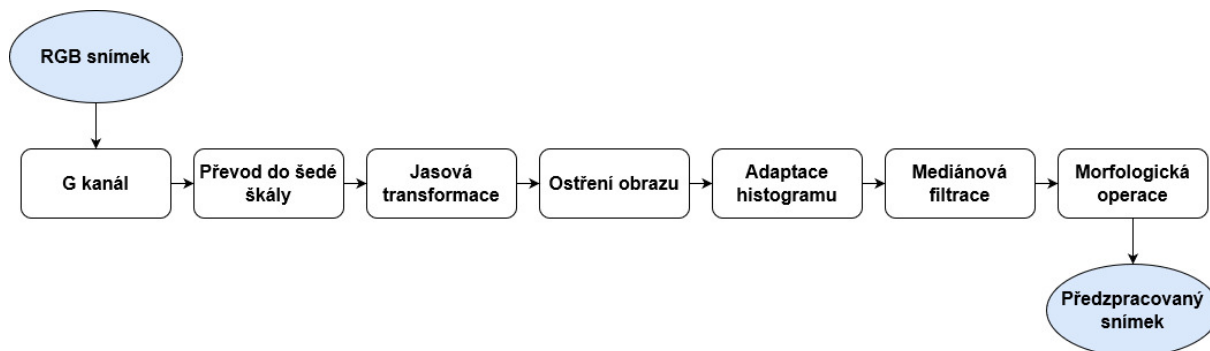 RGB snímek
G kanál
Převod do šedé
škály
Jasová
transformace
Ostření obrazu
Adaptace
histogramu
Mediánová
filtrace
Morfologická
operace
Předzpracovaný
snímek